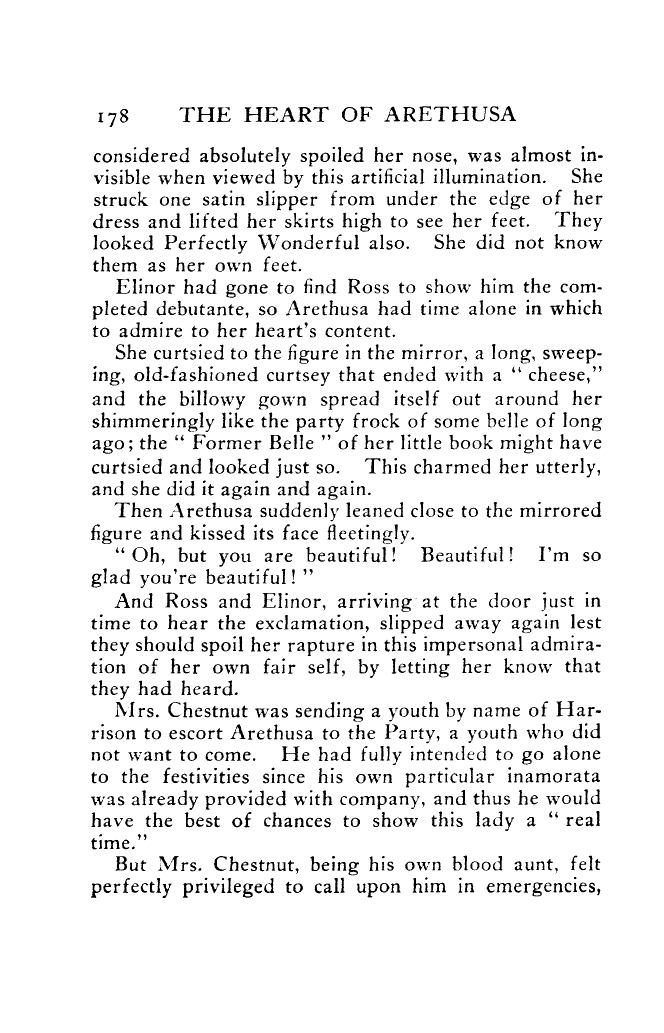 178 THE HEART OF ARETHUSA
considered absolutely spoiled her nose, was almost in-
visible when viewed by this artificial illumination. She
struck one satin slipper from under the edge of her
dress and lifted her skirts high to see her feet. They
looked Perfectly Wonderful also. She did not know
them as her own feet.
Elinor had gone to find Ross to show him the com-
pleted debutante, so Arethusa had time alone in which
to admire to her heart's content.
She curtsied to the figure in the mirror, a long, sweep-
ing, old-fashioned curtsey that ended with a " cheese,"
and the billowy gown spread itself out around her
shimmeringly like the party frock of some belle of long
ago; the " Former Belle " of her little book might have
curtsied and looked just so. This charmed her utterly,
and she did it again and again.
Then Arethusa suddenly leaned close to the mirrored
figure and kissed its face fleetingly.
" Oh, but you are beautiful! Beautiful! I'm so
glad you're beautiful! "
And Ross and Elinor, arriving at the door just in
time to hear the exclamation, slipped away again lest
they should spoil her rapture in this impersonal admira-
tion of her own fair self, by letting her know that
they had heard.
Mrs. Chestnut was sending a youth by name of Har-
rison to escort Arethusa to the Party, a youth who did
not want to come. He had fully intended to go alone
to the festivities since his own particular inamorata
was already provided with company, and thus he would
have the best of chances to show this lady a " real
time."
But Mrs. Chestnut, being his own blood aunt, felt
perfectly privileged to call upon him in emergencies,